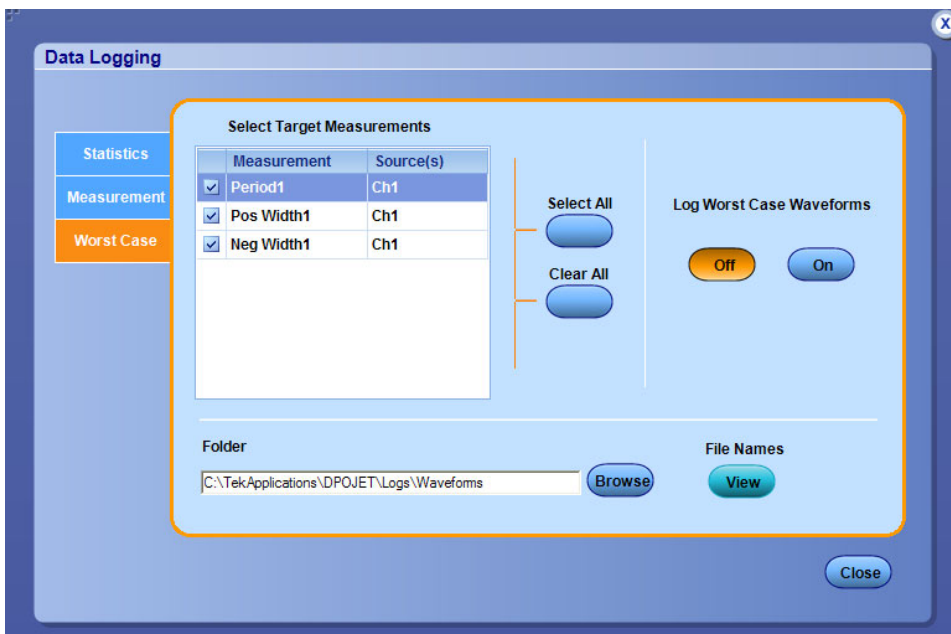 X
Data Logging
Statistics
Measurement
Worst Case
Select Target Measurements
Measurement Source(s)
Period1 Ch1
Pos Width1 Ch1
Neg Width1 Ch1
Select All
Clear All
Log Worst Case Waveforms
Off On
Folder
C:\TekApplications\DPOJET\Logs\Waveforms
Browse
File Names
View
Close